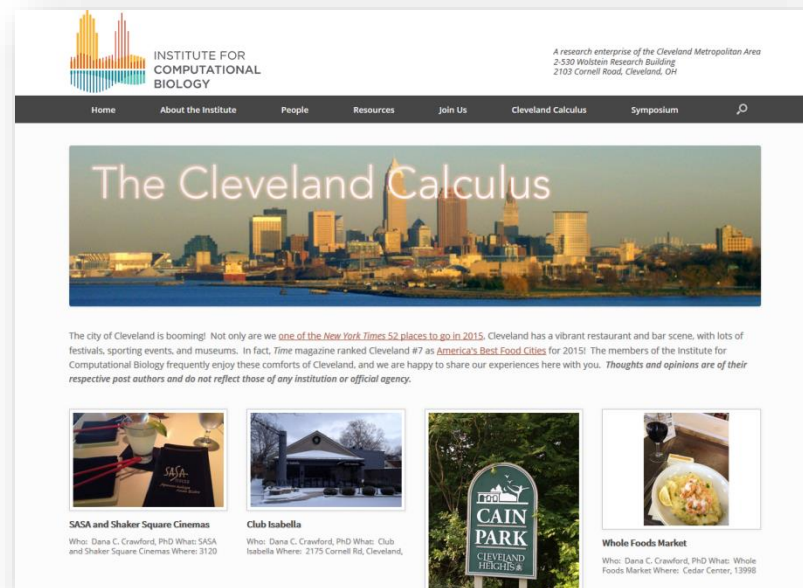 INSTITUTE FOR
COMPUTATIONAL
BIOLOGY
A research enterprise of the Cleveland Metropolitan Area
2-530 Wolstein Research Building
2103 Cornell Road, Cleveland, OH
Home About the Institute People Resources Join Us Cleveland Calculus Symposium
The Cleveland Calculus
The city of Cleveland is booming! Not only are we one of the New York Times 52 places to go in 2015, Cleveland has a vibrant restaurant and bar scene, with lots of
festivals, sporting events, and museums. In fact, Time magazine ranked Cleveland #7 as America's Best Food Cities for 2015! The members of the Institute for
Computational Biology frequently enjoy these comforts of Cleveland, and we are happy to share our experiences here with you. Thoughts and opinions are of their
respective post authors and do not reflect those of any institution or official agency.
SASA
SASA and Shaker Square Cinemas
Who: Dana C. Crawford, PhD What: SASA
and Shaker Square Cinemas Where: 3120
Club Isabella
Who: Dana C. Crawford, PhD What: Club
Isabella Where: 2175 Cornell Rd, Cleveland,
CAIN
PARK
CLEVELAND
HEIGHTS
Whole Foods Market
Who: Dana C. Crawford, PhD What: Whole
Foods Market Where: Cedar Center, 13998